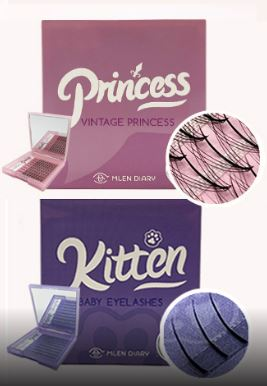 Princess
VINTAGE PRINCESS
MLEN DIARY
Kitten
BABY EYELASHES
MLEN DIARY